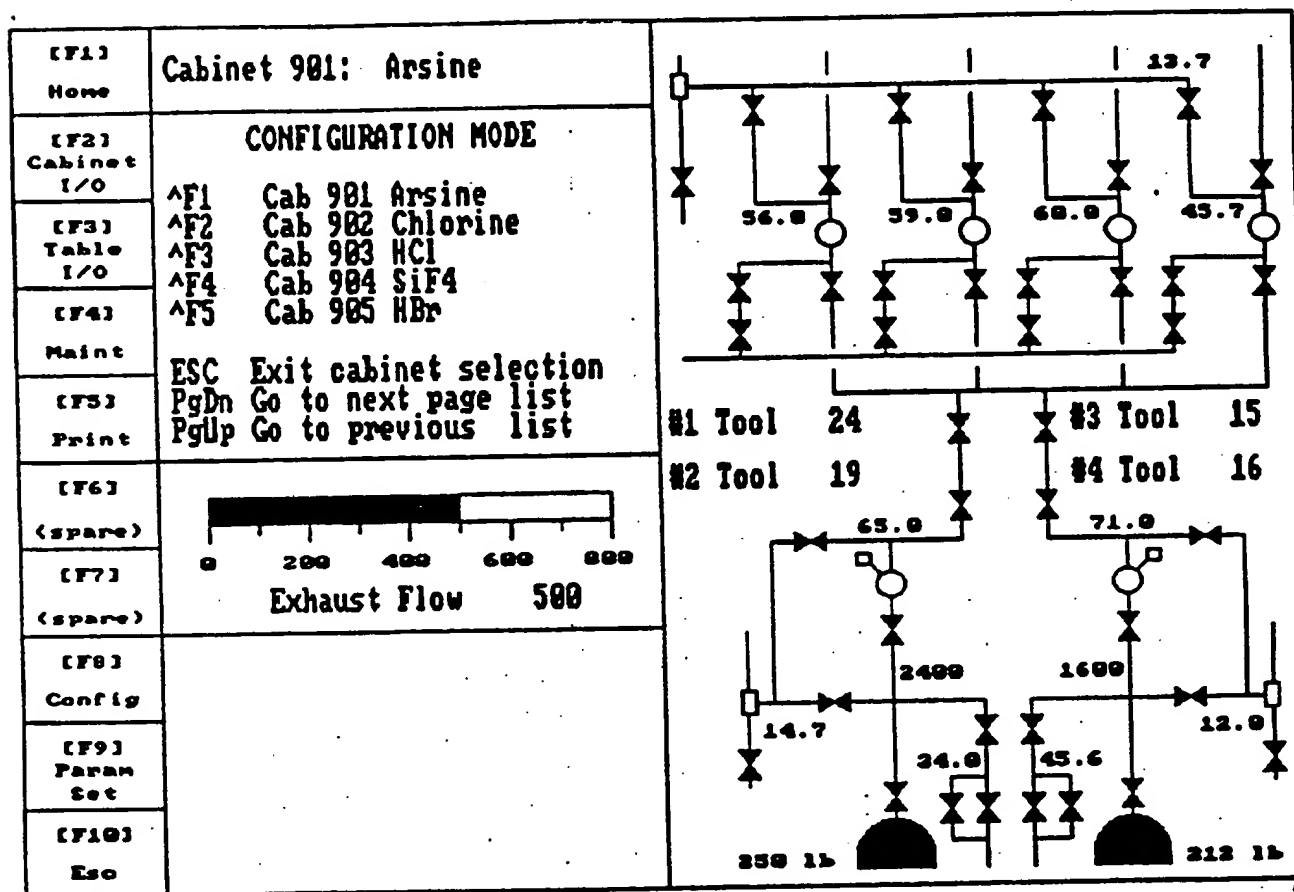 [F1]
Home
[F2]
Cabinet
I/O
[F3]
Table
I/O
[F4]
Maint
[F5]
Print
[F6]
(spare)
[F7]
(spare)
[F8]
Config
[F9]
Param
Set
[F10]
Esc
Cabinet 901: Arsine
CONFIGURATION MODE
^F1 Cab 901 Arsine
^F2 Cab 902 Chlorine
^F3 Cab 903 HCl
^F4 Cab 904 SiF4
^F5 Cab 905 HBr
ESC Exit cabinet selection
PgDn Go to next page list
PgUp Go to previous list
0 200 400 600 800
Exhaust Flow 500
13.7
56.0 59.0 60.0 45.7
#1 Tool 24 #3 Tool 15
#2 Tool 19 #4 Tool 16
65.0 71.0
2400 1600
14.7 12.0
24.0 45.6
250 lb 212 lb